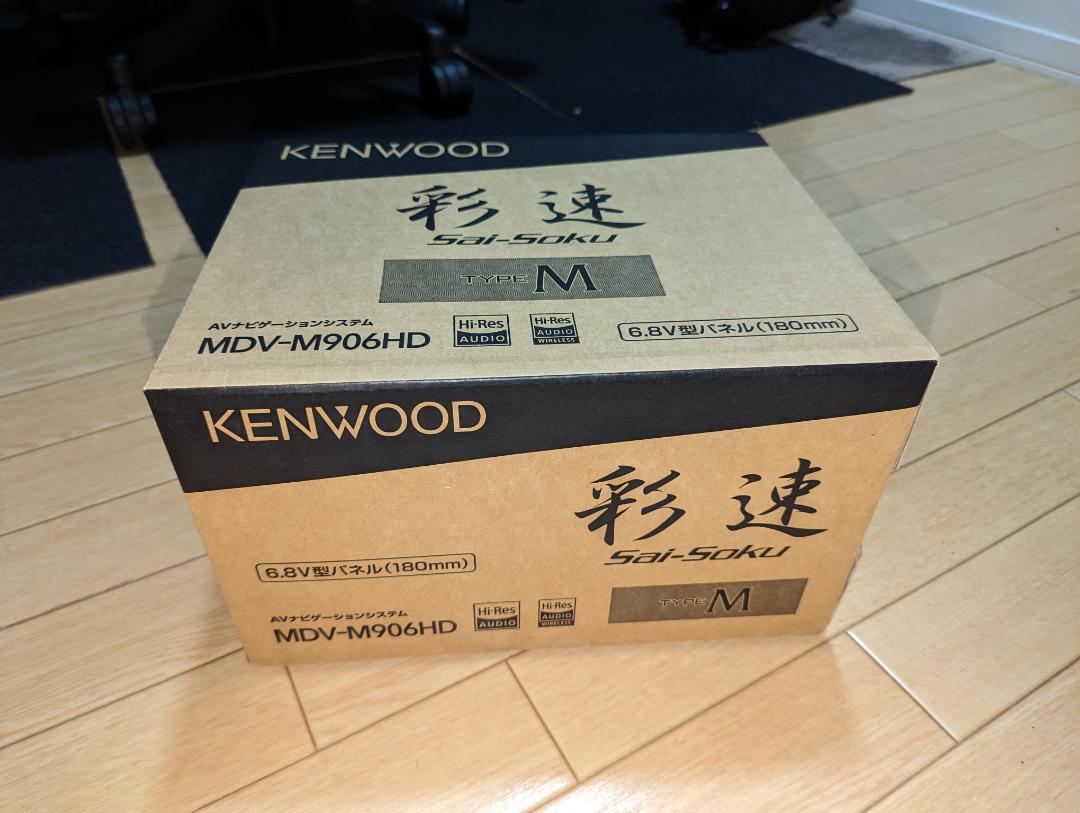 KENWOOD
彩速
Sai-Soku
TYPE M
AVナビゲーションシステム
MDV-M906HD
Hi-Res
AUDIO
Hi-Res
AUDIO
WIRELESS
6.8V型パネル(180mm)
KENWOOD
彩速
Sai-Soku
6.8V型パネル(180mm)
TYPE M
AVナビゲーションシステム
MDV-M906HD
Hi-Res
AUDIO
Hi-Res
AUDIO
WIRELESS